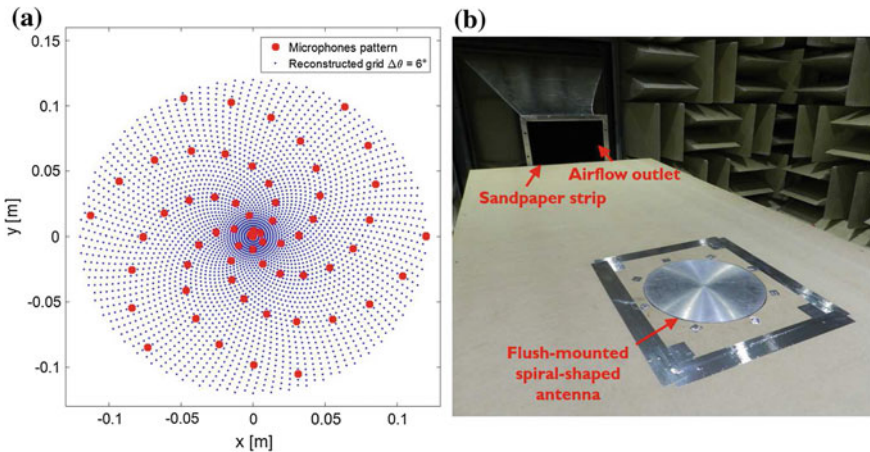 (a)
Microphones pattern
Reconstructed grid Δθ = 6°
0.15
0.1
0.05
0
-0.05
-0.1
y [m]
-0.1
-0.05
0
0.05
0.1
x [m]
(b)
Airflow outlet
Sandpaper strip
Flush-mounted
spiral-shaped
antenna